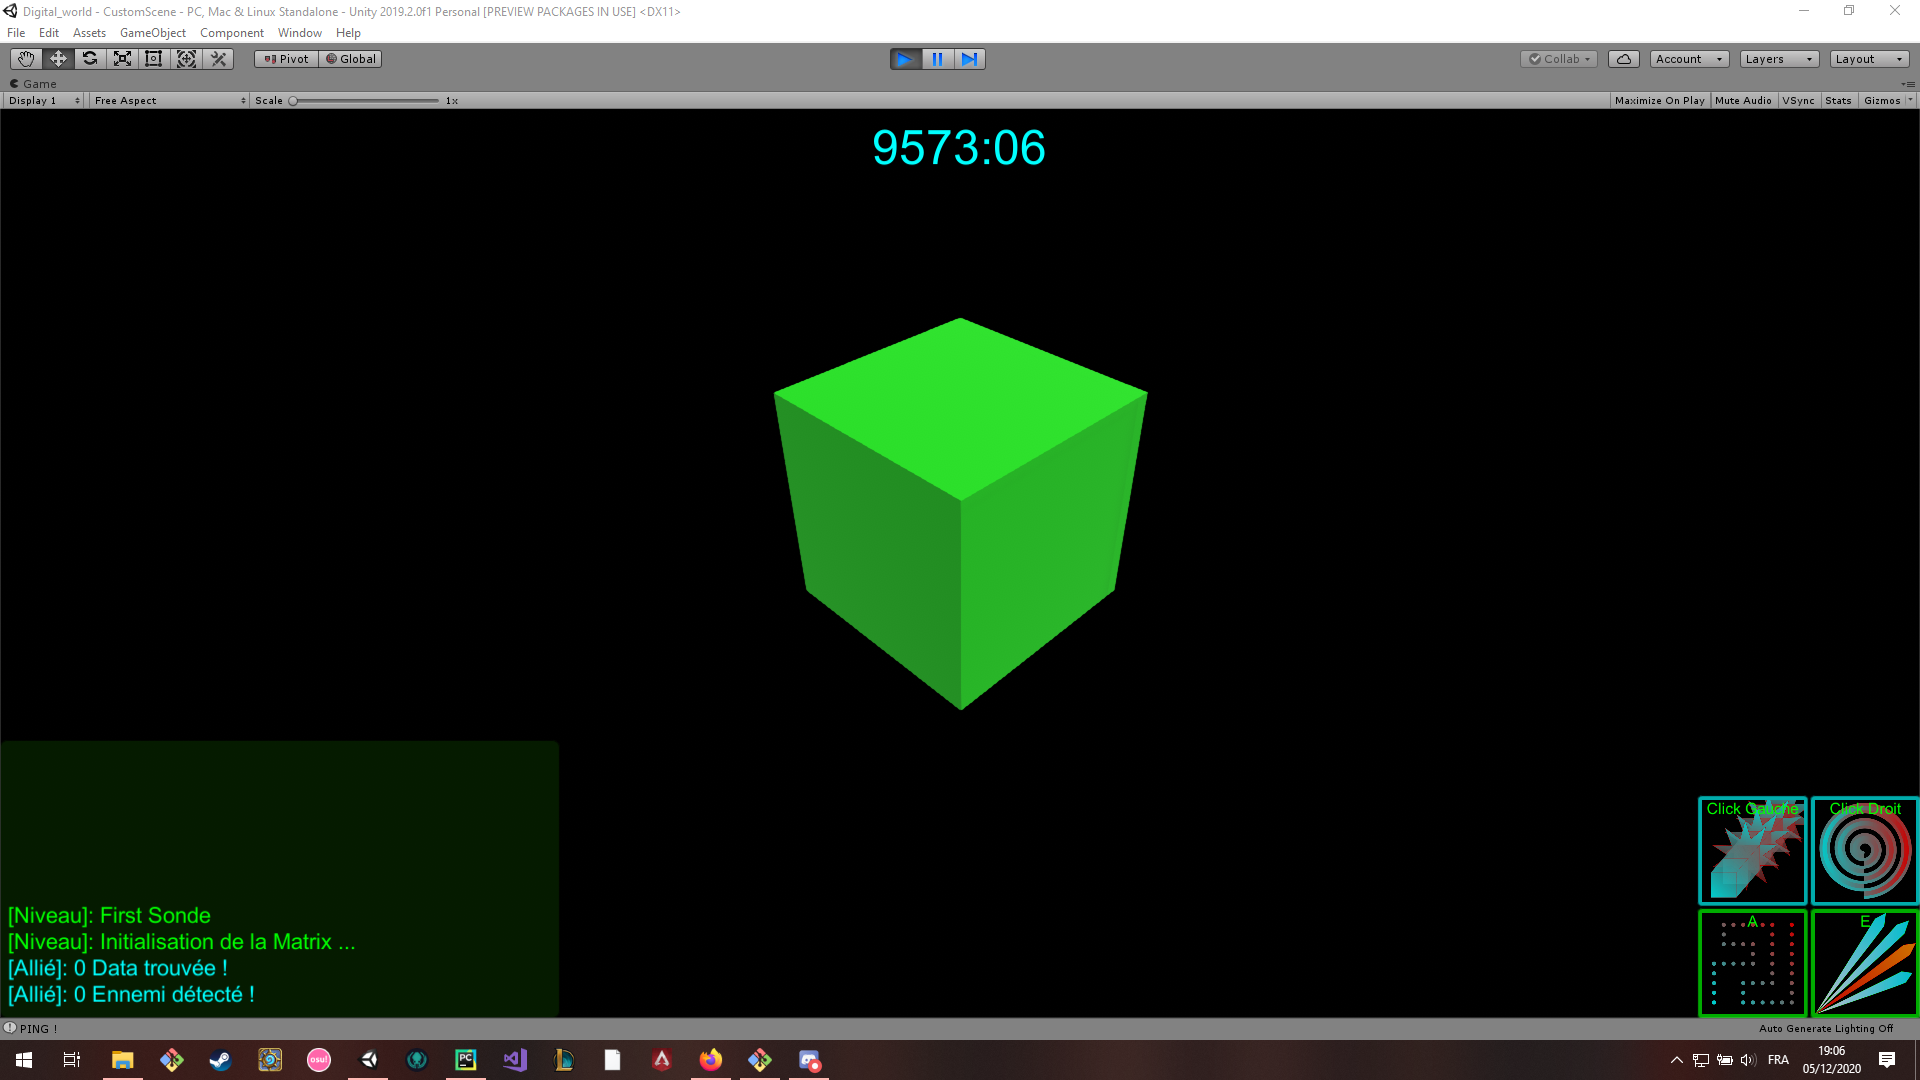 Digital_world - CustomScene - PC, Mac & Linux Standalone - Unity 2019.2.0f1 Personal [PREVIEW PACKAGES IN USE] <DX11>
File Edit Assets GameObject Component Window Help
Pivot Global Collab Account Layers Layout
Game
Display 1 Free Aspect Scale 1x Maximize On Play Mute Audio VSync Stats Gizmos
9573:06
Click Gauche Click Droit
A E
[Niveau]: First Sonde
[Niveau]: Initialisation de la Matrix ...
[Allié]: 0 Data trouvée !
[Allié]: 0 Ennemi détecté !
PING ! Auto Generate Lighting Off
osu! PC FRA 19:06
05/12/2020